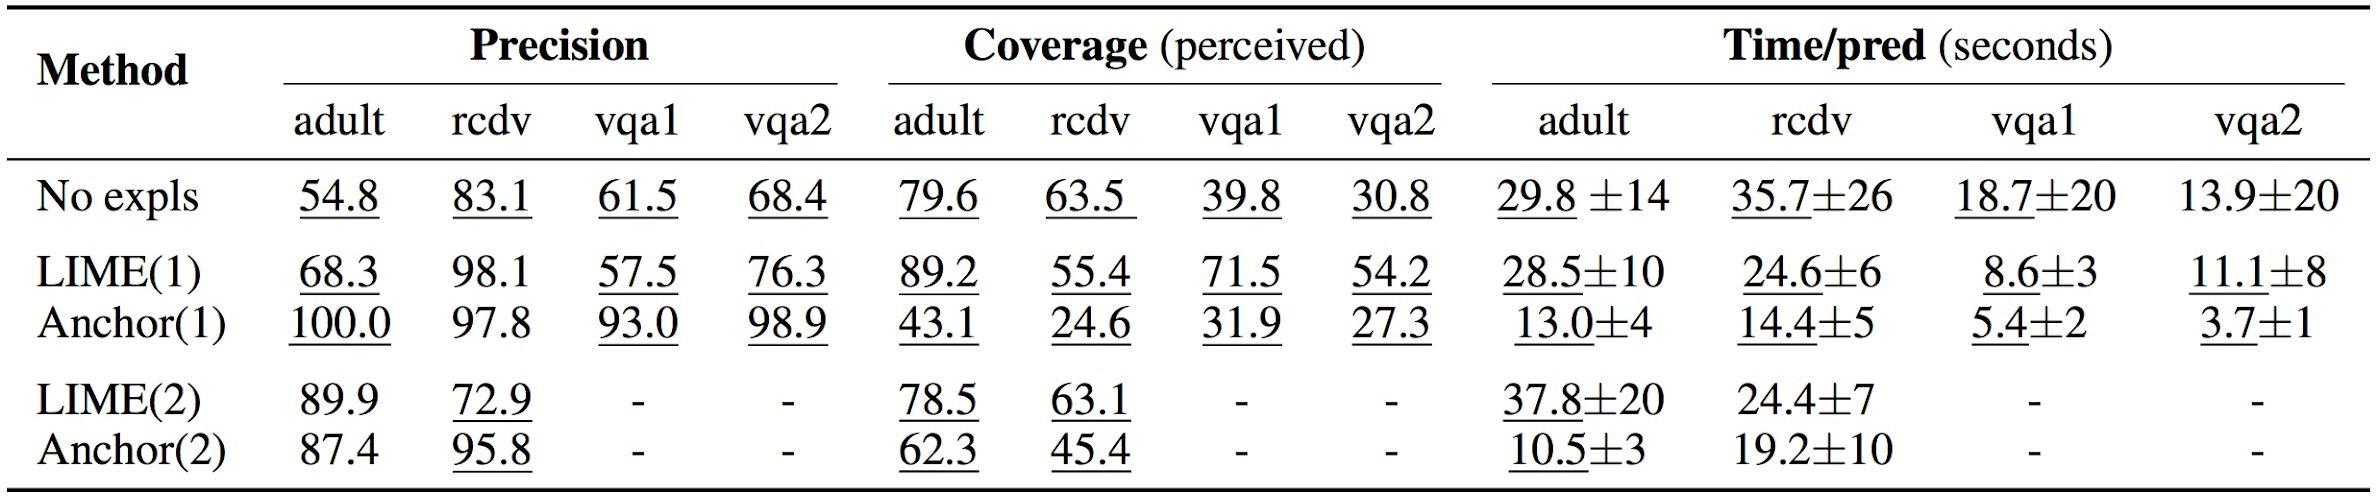 Method Precision Coverage (perceived) Time/pred (seconds)
adult rcdv vqa1 vqa2 adult rcdv vqa1 vqa2 adult rcdv vqa1 vqa2
No expls 54.8 83.1 61.5 68.4 79.6 63.5 39.8 30.8 29.8 ±14 35.7±26 18.7±20 13.9±20
LIME(1) 68.3 98.1 57.5 76.3 89.2 55.4 71.5 54.2 28.5±10 24.6±6 8.6±3 11.1±8
Anchor(1) 100.0 97.8 93.0 98.9 43.1 24.6 31.9 27.3 13.0±4 14.4±5 5.4±2 3.7±1
LIME(2) 89.9 72.9 - - 78.5 63.1 - - 37.8±20 24.4±7 - -
Anchor(2) 87.4 95.8 - - 62.3 45.4 - - 10.5±3 19.2±10 - -